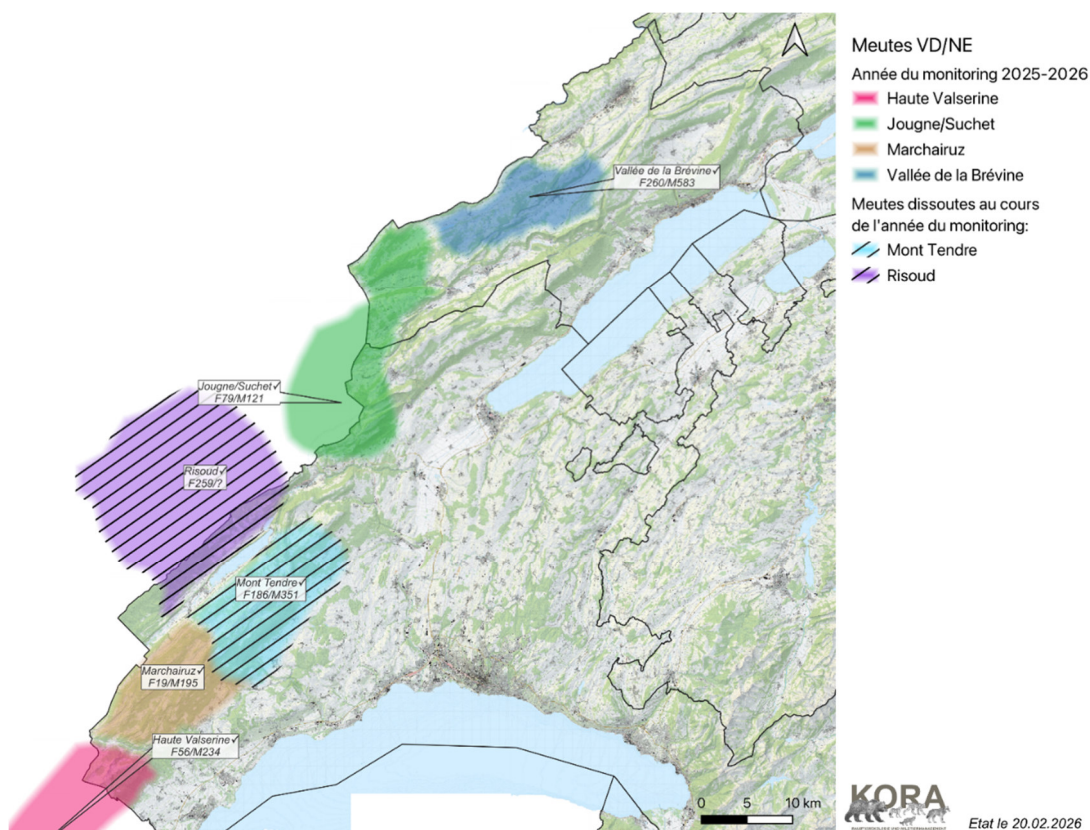 Meutes VD/NE
Année du monitoring 2025-2026
Haute Valserine
Jougne/Suchet
Marchairuz
Vallée de la Brévine
Meutes dissoutes au cours
de l'année du monitoring:
Mont Tendre
Risoud
Vallée de la Brévine✓
F260/M583
Jougne/Suchet✓
F79/M121
Risoud✓
F259/?
Mont Tendre✓
F186/M351
Marchairuz✓
F19/M195
Haute Valserine✓
F56/M234
0 5 10 km
KORA
Etat le 20.02.2026